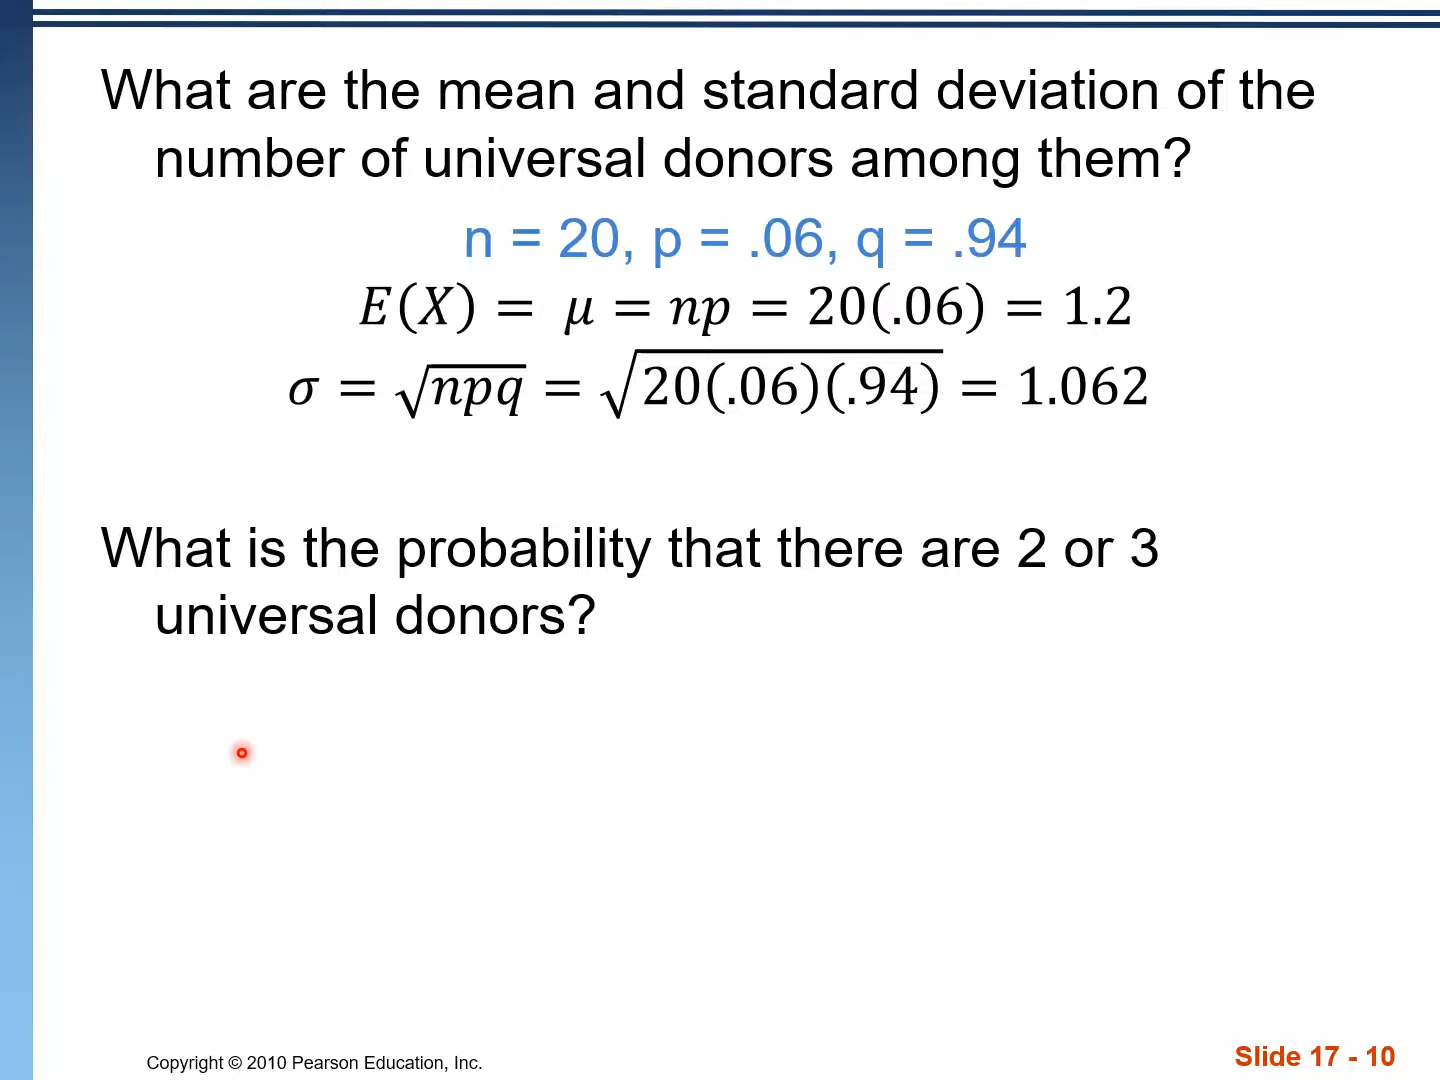 What are the mean and standard deviation of the
number of universal donors among them?
n = 20, p = .06, q = .94
E(X) = μ = np = 20(.06) = 1.2
σ = √npq = √20(.06)(.94) = 1.062
What is the probability that there are 2 or 3
universal donors?
Copyright © 2010 Pearson Education, Inc.
Slide 17 - 10